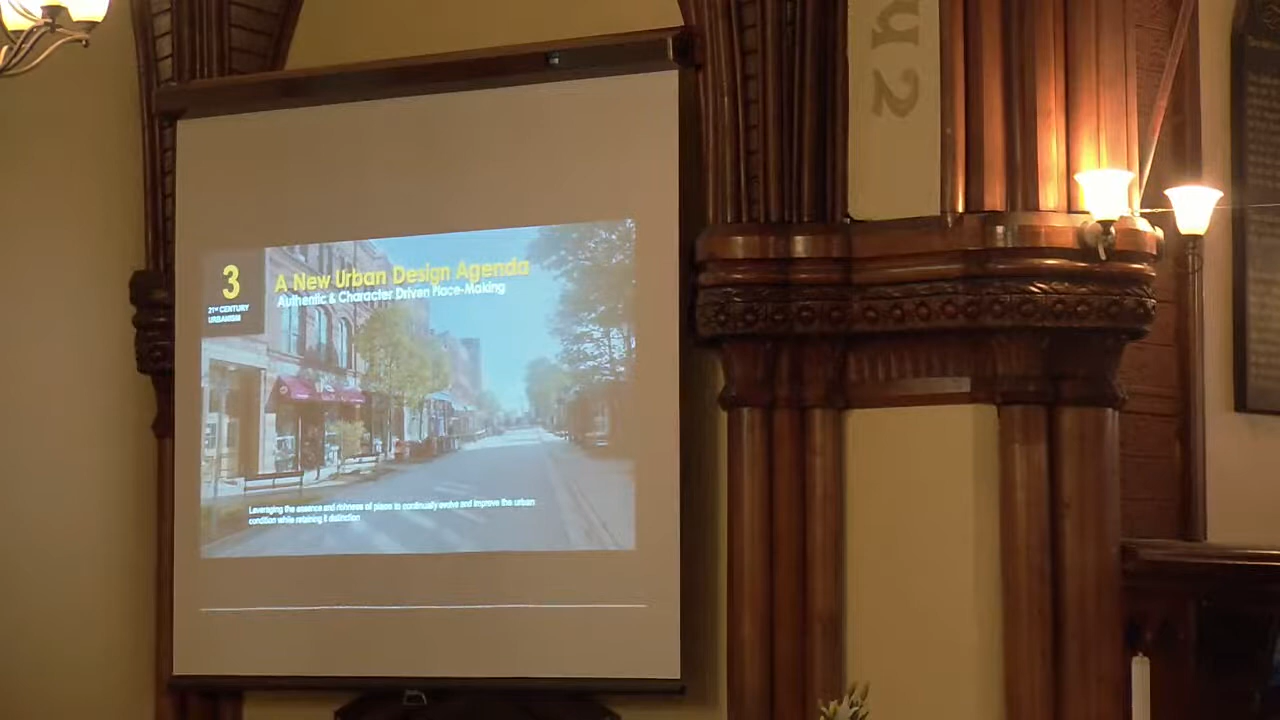 3
21ST CENTURY
URBANISM
A New Urban Design Agenda
Authentic & Character Driven Place-Making
Leveraging the essence and richness of place to continually evolve and improve the urban
condition while retaining it distinction
u 2